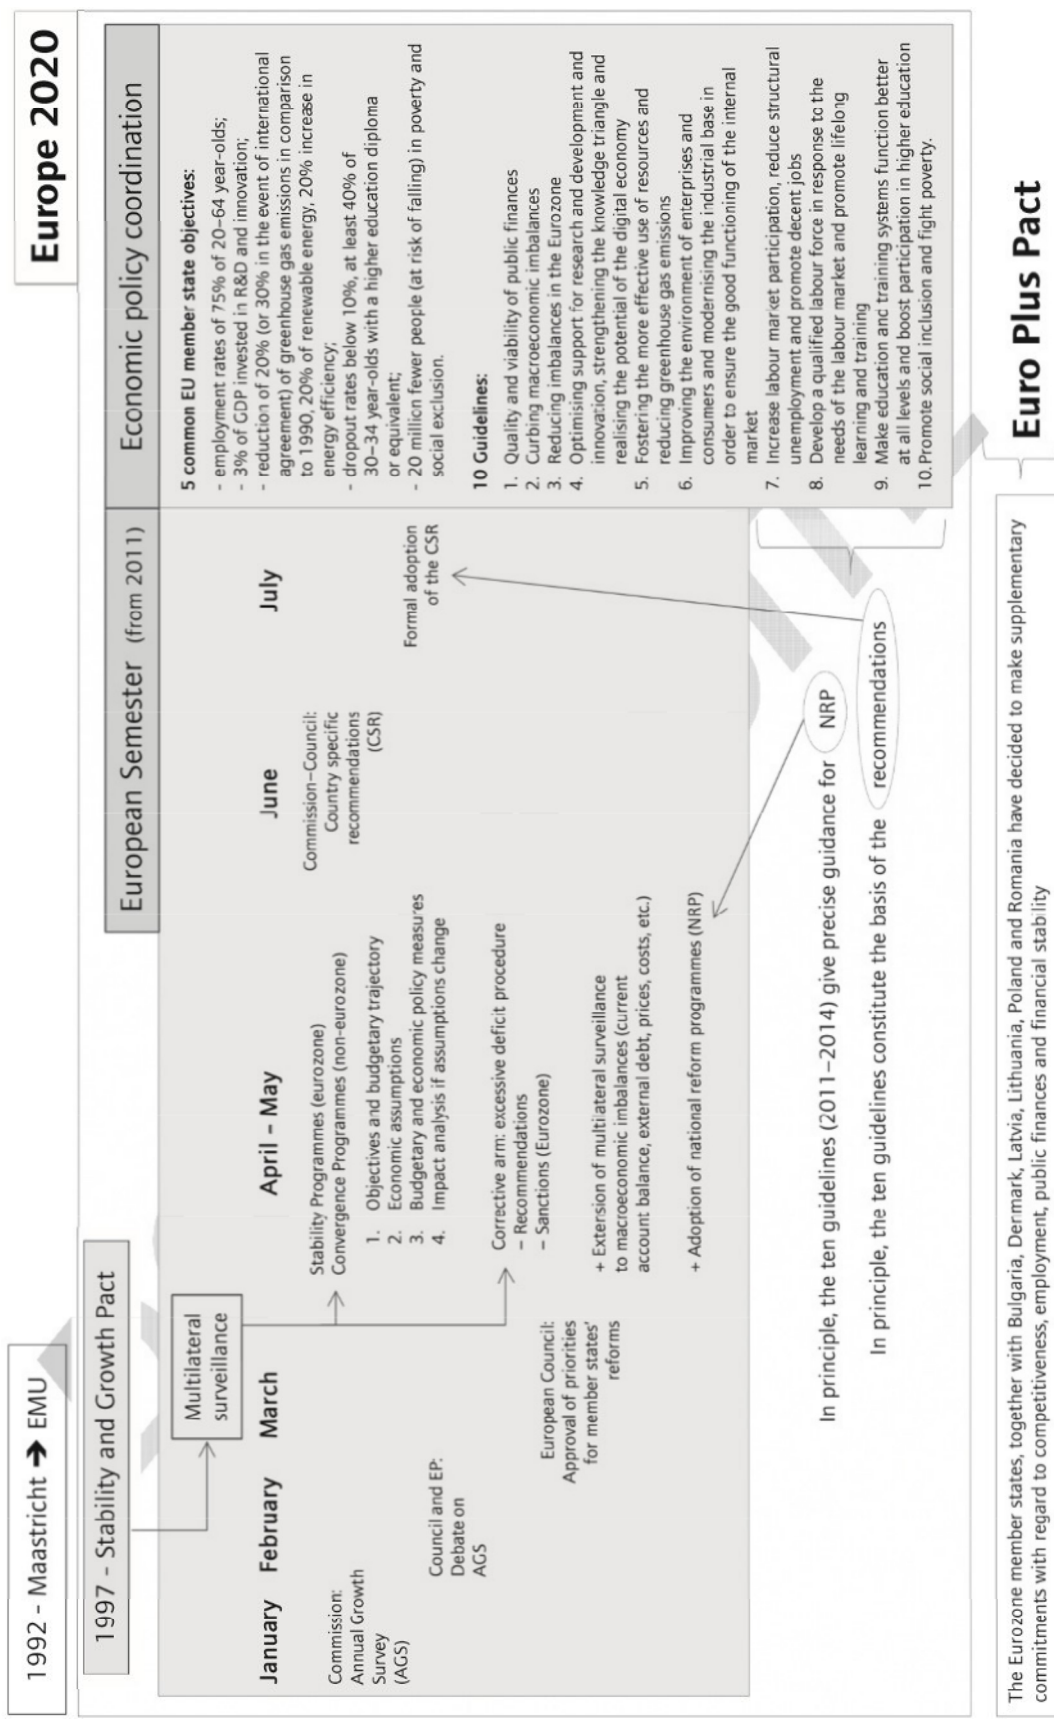 Europe 2020
1992 – Maastricht ➔ EMU
1997 – Stability and Growth Pact
European Semester (from 2011)
Economic policy coordination
Multilateral
surveillance
January
February
March
April – May
June
July
Commission:
Annual Growth
Survey
(AGS)
Council and EP:
Debate on
AGS
European Council:
Approval of priorities
for member states'
reforms
Stability Programmes (eurozone)
Convergence Programmes (non-eurozone)
1. Objectives and budgetary trajectory
2. Economic assumptions
3. Budgetary and economic policy measures
4. Impact analysis if assumptions change
Corrective arm: excessive deficit procedure
– Recommendations
– Sanctions (Eurozone)
+ Extension of multilateral surveillance
to macroeconomic imbalances (current
account balance, external debt, prices, costs, etc.)
+ Adoption of national reform programmes (NRP)
Commission–Council:
Country specific
recommendations
(CSR)
Formal adoption
of the CSR
5 common EU member state objectives:
- employment rates of 75% of 20–64 year-olds;
- 3% of GDP invested in R&D and innovation;
- reduction of 20% (or 30% in the event of international
agreement) of greenhouse gas emissions in comparison
to 1990, 20% of renewable energy, 20% increase in
energy efficiency;
- dropout rates below 10%, at least 40% of
30–34 year-olds with a higher education diploma
or equivalent;
- 20 million fewer people (at risk of falling) in poverty and
social exclusion.
10 Guidelines:
1. Quality and viability of public finances
2. Curbing macroeconomic imbalances
3. Reducing imbalances in the Eurozone
4. Optimising support for research and development and
innovation, strengthening the knowledge triangle and
realising the potential of the digital economy
5. Fostering the more effective use of resources and
reducing greenhouse gas emissions
6. Improving the environment of enterprises and
consumers and modernising the industrial base in
order to ensure the good functioning of the internal
market
7. Increase labour market participation, reduce structural
unemployment and promote decent jobs
8. Develop a qualified labour force in response to the
needs of the labour market and promote lifelong
learning and training
9. Make education and training systems function better
at all levels and boost participation in higher education
10. Promote social inclusion and fight poverty.
In principle, the ten guidelines (2011–2014) give precise guidance for NRP
In principle, the ten guidelines constitute the basis of the recommendations
Euro Plus Pact
The Eurozone member states, together with Bulgaria, Denmark, Latvia, Lithuania, Poland and Romania have decided to make supplementary
commitments with regard to competitiveness, employment, public finances and financial stability